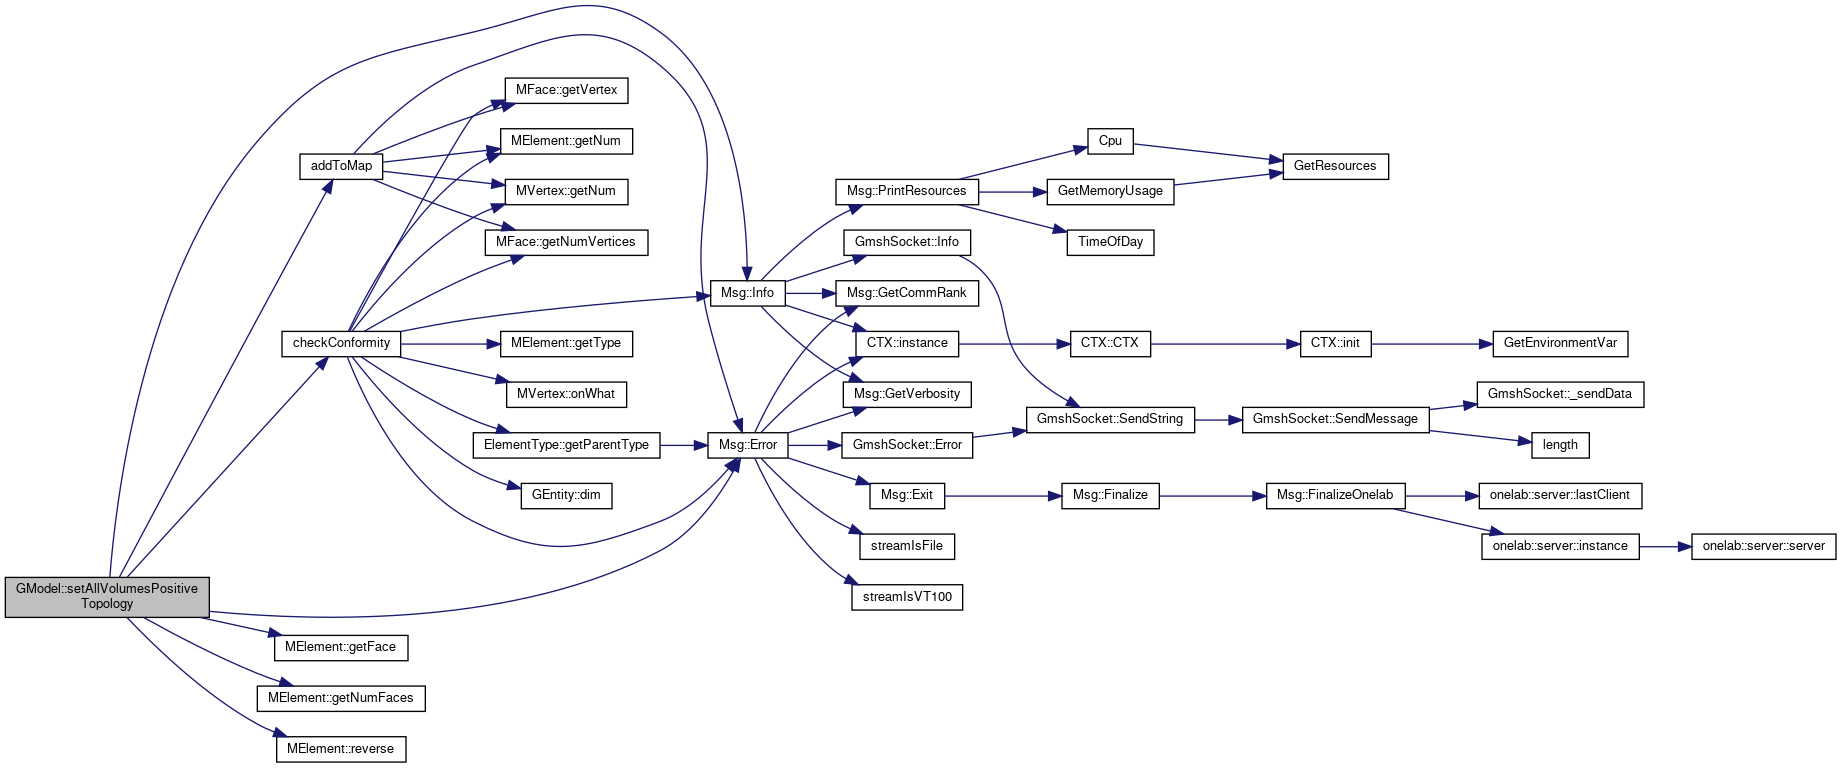 MFace::getVertex
MElement::getNum
Cpu
addToMap
GetResources
MVertex::getNum
Msg::PrintResources
GetMemoryUsage
MFace::getNumVertices
GmshSocket::Info
TimeOfDay
Msg::Info
Msg::GetCommRank
checkConformity
MElement::getType
CTX::instance
CTX::CTX
CTX::init
GetEnvironmentVar
MVertex::onWhat
Msg::GetVerbosity
GmshSocket::_sendData
GmshSocket::SendString
GmshSocket::SendMessage
ElementType::getParentType
Msg::Error
GmshSocket::Error
length
GEntity::dim
Msg::Exit
Msg::Finalize
Msg::FinalizeOnelab
onelab::server::lastClient
streamIsFile
onelab::server::instance
onelab::server::server
GModel::setAllVolumesPositive
Topology
streamIsVT100
MElement::getFace
MElement::getNumFaces
MElement::reverse